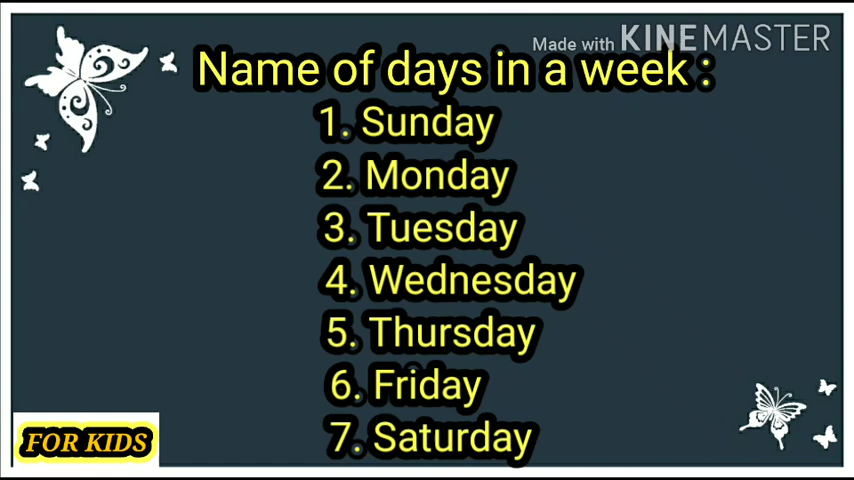 Made with KINEMASTER
Name of days in a week :
1. Sunday
2. Monday
3. Tuesday
4. Wednesday
5. Thursday
6. Friday
7. Saturday
FOR KIDS